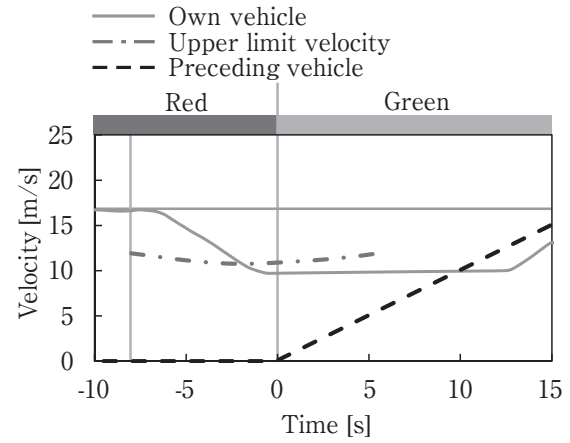 Own vehicle
Upper limit velocity
Preceding vehicle
Red Green
25
20
15
10
5
0
Velocity [m/s]
-10 -5 0 5 10 15
Time [s]